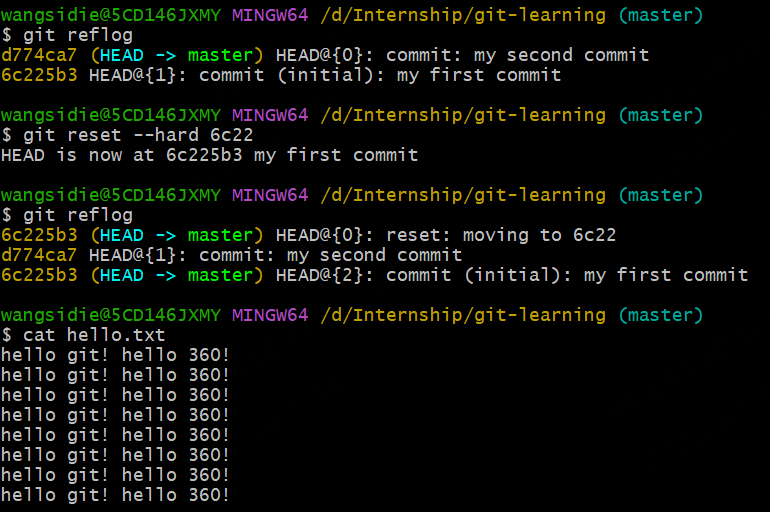 wangsidie@5CD146JXMY MINGW64 /d/Internship/git-learning (master)
$ git reflog
d774ca7 (HEAD -> master) HEAD@{0}: commit: my second commit
6c225b3 HEAD@{1}: commit (initial): my first commit
wangsidie@5CD146JXMY MINGW64 /d/Internship/git-learning (master)
$ git reset --hard 6c22
HEAD is now at 6c225b3 my first commit
wangsidie@5CD146JXMY MINGW64 /d/Internship/git-learning (master)
$ git reflog
6c225b3 (HEAD -> master) HEAD@{0}: reset: moving to 6c22
d774ca7 HEAD@{1}: commit: my second commit
6c225b3 (HEAD -> master) HEAD@{2}: commit (initial): my first commit
wangsidie@5CD146JXMY MINGW64 /d/Internship/git-learning (master)
$ cat hello.txt
hello git! hello 360!
hello git! hello 360!
hello git! hello 360!
hello git! hello 360!
hello git! hello 360!
hello git! hello 360!
hello git! hello 360!
hello git! hello 360!